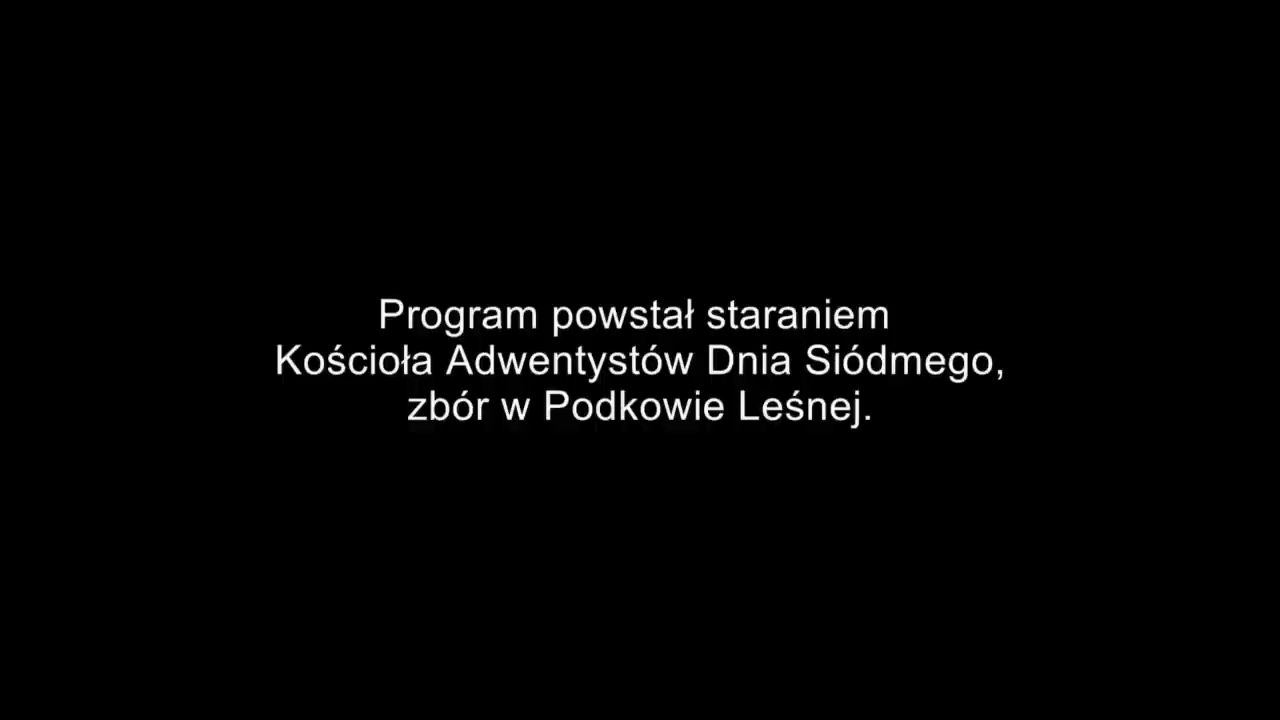 Program powstał staraniem
Kościoła Adwentystów Dnia Siódmego,
zbór w Podkowie Leśnej.